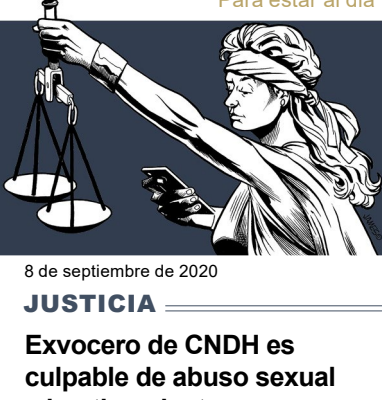 Para estar al día
8 de septiembre de 2020
JUSTICIA
Exvocero de CNDH es
culpable de abuso sexual